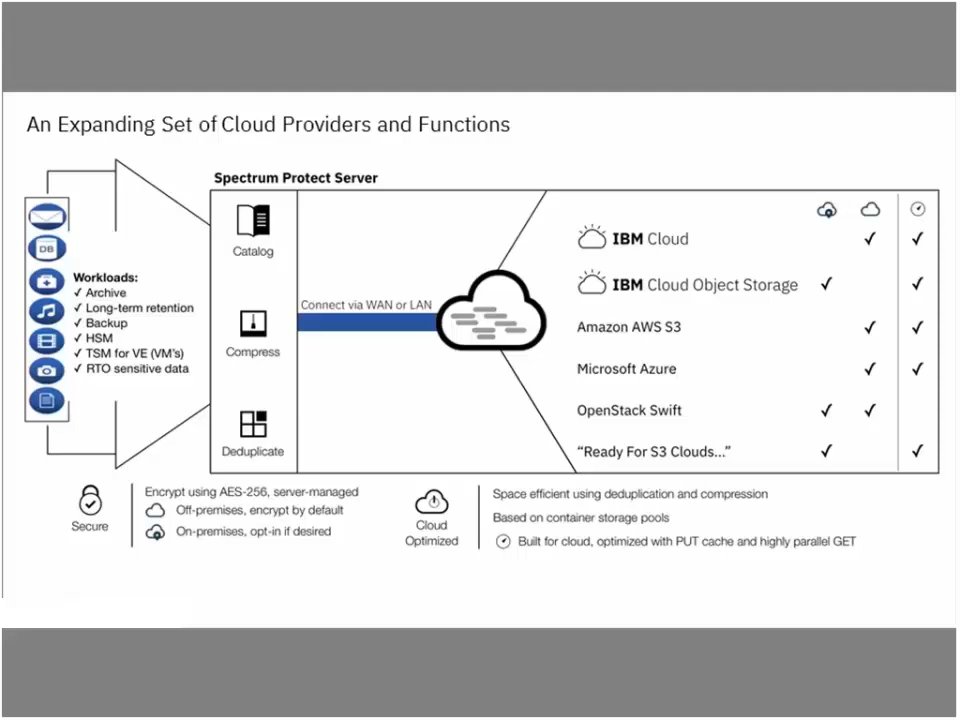 An Expanding Set of Cloud Providers and Functions
Spectrum Protect Server
DB
Workloads:
✓ Archive
✓ Long-term retention
✓ Backup
✓ HSM
✓ TSM for VE (VM's)
✓ RTO sensitive data
Catalog
Compress
Deduplicate
Connect via WAN or LAN
IBM Cloud ✓ ✓
IBM Cloud Object Storage ✓ ✓
Amazon AWS S3 ✓ ✓
Microsoft Azure ✓ ✓
OpenStack Swift ✓ ✓
“Ready For S3 Clouds...” ✓ ✓
Secure
Encrypt using AES-256, server-managed
Off-premises, encrypt by default
On-premises, opt-in if desired
Cloud
Optimized
Space efficient using deduplication and compression
Based on container storage pools
Built for cloud, optimized with PUT cache and highly parallel GET